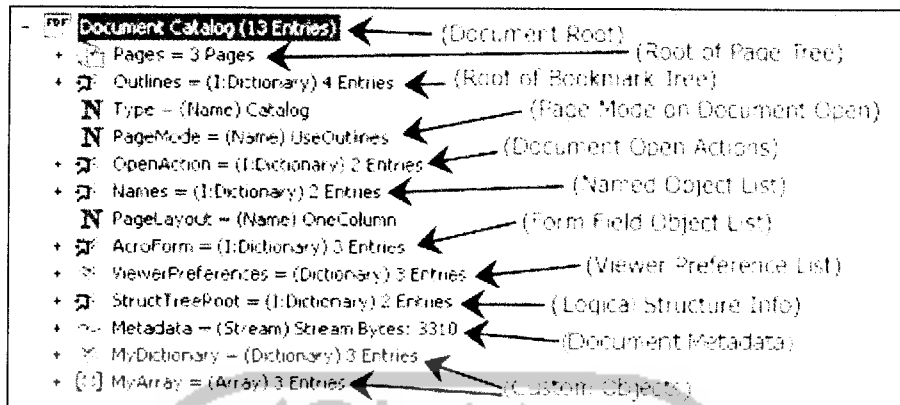 - PDF Document Catalog (13 Entries) (Document Root)
+ Pages = 3 Pages (Root of Page Tree)
+ Outlines = (I:Dictionary) 4 Entries (Root of Bookmark Tree)
N Type = (Name) Catalog (Page Mode on Document Open)
N PageMode = (Name) UseOutlines
+ OpenAction = (I:Dictionary) 2 Entries (Document Open Actions)
+ Names = (I:Dictionary) 2 Entries (Named Object List)
N PageLayout = (Name) OneColumn (Form Field Object List)
+ AcroForm = (I:Dictionary) 3 Entries
+ ViewerPreferences = (Dictionary) 3 Entries (Viewer Preference List)
+ StructTreeRoot = (I:Dictionary) 2 Entries (Logical Structure Info)
+ Metadata = (Stream) Stream Bytes: 3310 (Document Metadata)
+ MyDictionary = (Dictionary) 3 Entries
+ MyArray = (Array) 3 Entries (Custom Objects)